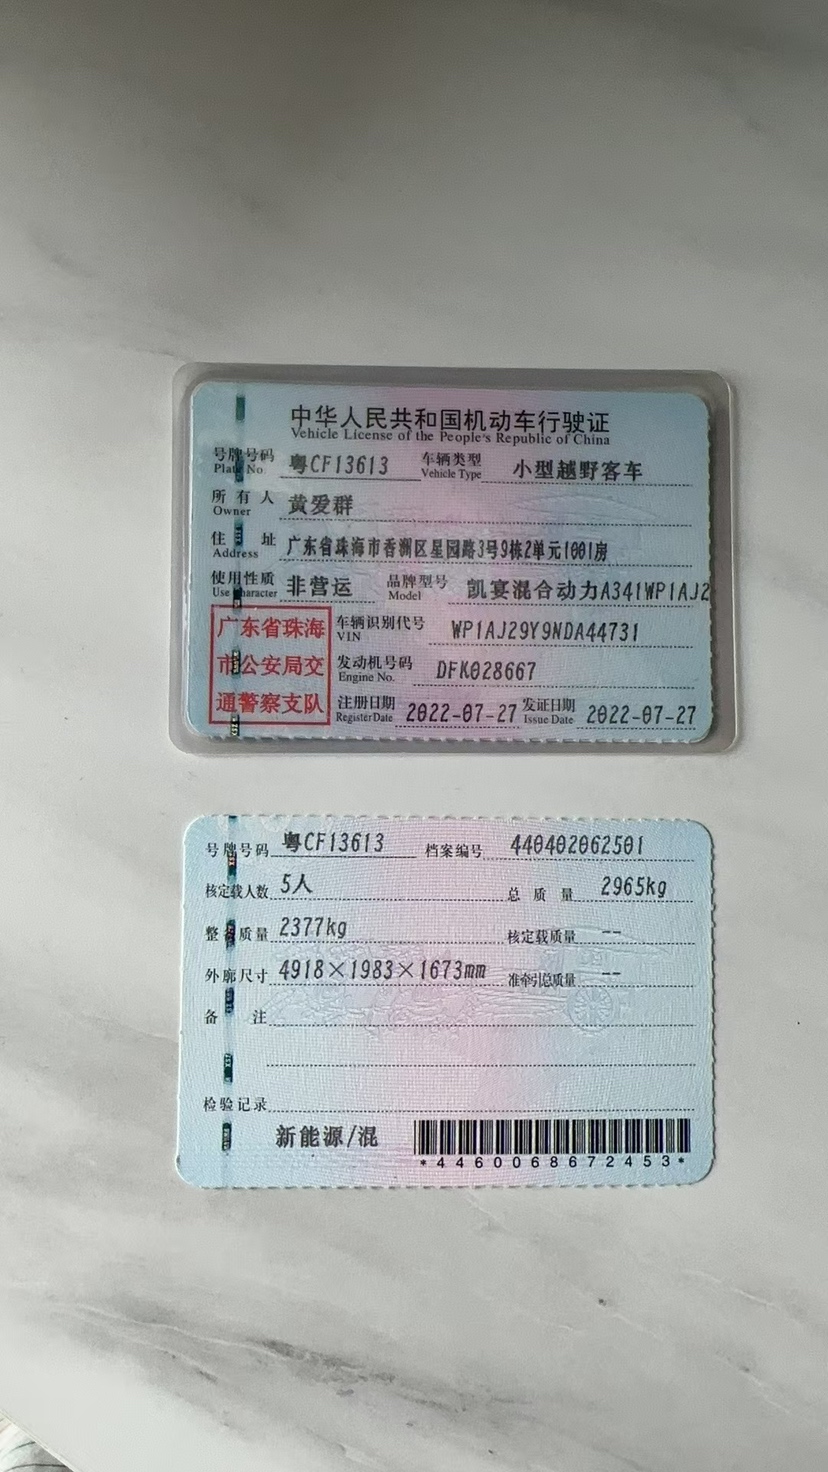 中华人民共和国机动车行驶证
Vehicle License of the People's Republic of China
号牌号码 粤CF13613 车辆类型 小型越野客车
Plate No. Vehicle Type
所有人 黄爱群
Owner
住址 广东省珠海市香洲区星园路3号9栋2单元1001房
Address
使用性质 非营运 品牌型号 凯宴混合动力A341WP1AJ2
Use Character Model
广东省珠海
市公安局交
通警察支队
车辆识别代号 WP1AJ29Y9NDA44731
VIN
发动机号码 DFK028667
Engine No.
注册日期 2022-07-27 发证日期 2022-07-27
Register Date Issue Date
号牌号码 粤CF13613 档案编号 440402062501
核定载人数 5人 总质量 2965kg
整备质量 2377kg 核定载质量 --
外廓尺寸 4918×1983×1673mm 准牵引总质量 --
备注
检验记录
新能源/混
*4460068672453*